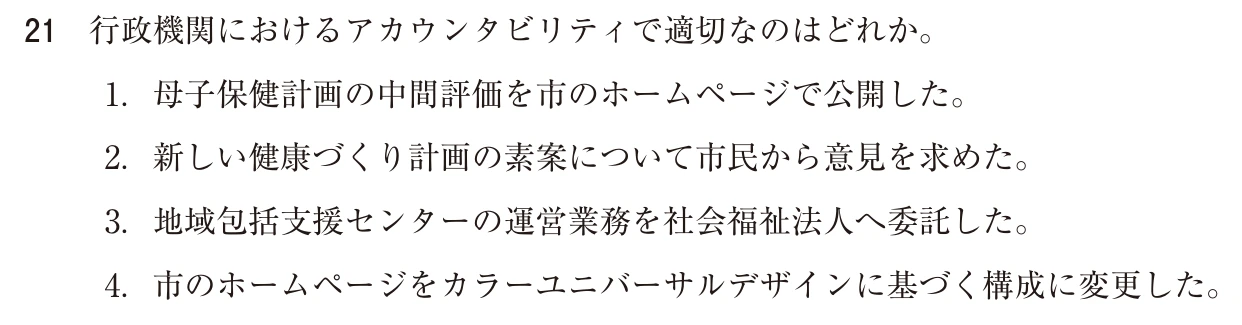 21 行政機関におけるアカウンタビリティで適切なのはどれか。
1. 母子保健計画の中間評価を市のホームページで公開した。
2. 新しい健康づくり計画の素案について市民から意見を求めた。
3. 地域包括支援センターの運営業務を社会福祉法人へ委託した。
4. 市のホームページをカラーユニバーサルデザインに基づく構成に変更した。